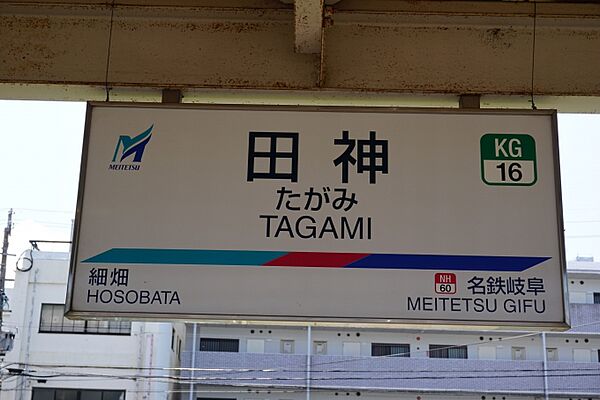 MEITETSU
田神
たがみ
TAGAMI
KG
16
細畑
HOSOBATA
NH
60
名鉄岐阜
MEITETSU GIFU